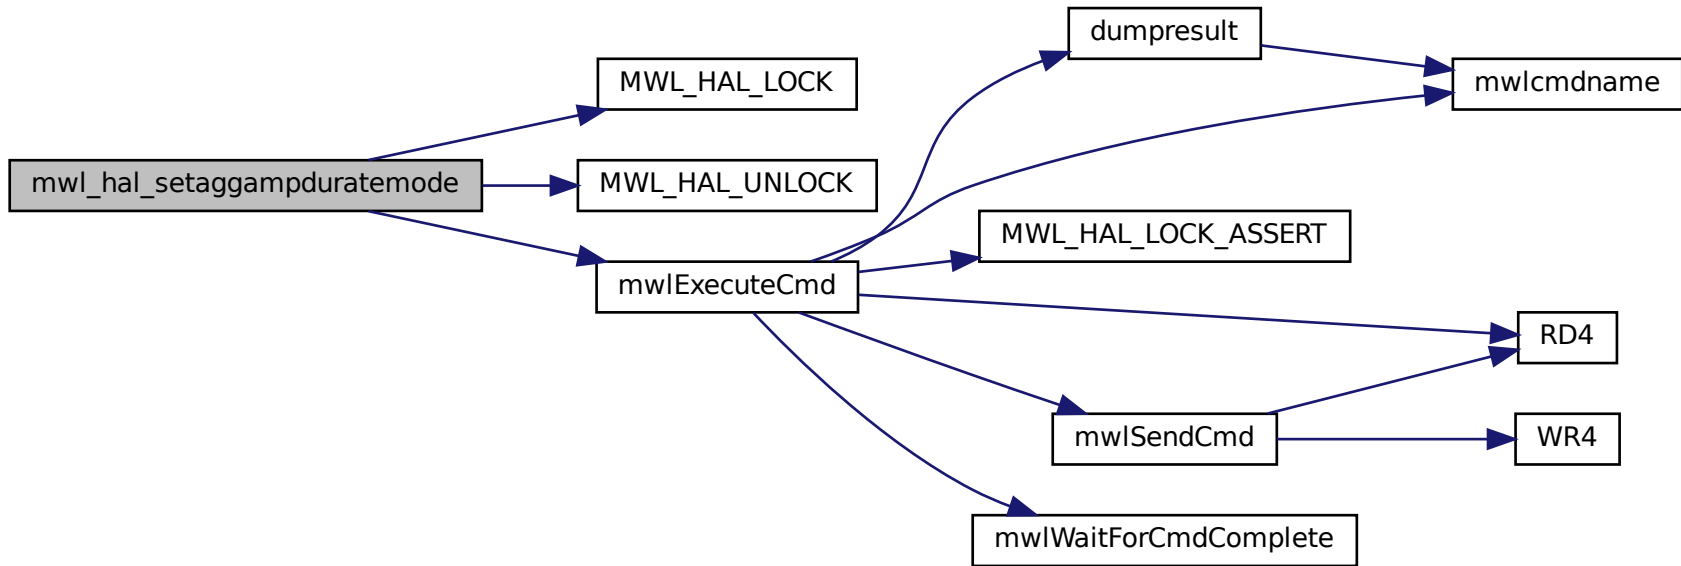 mwl_hal_setaggampduratemode
MWL_HAL_LOCK
MWL_HAL_UNLOCK
mwlExecuteCmd
dumpresult
mwlcmdname
MWL_HAL_LOCK_ASSERT
RD4
mwlSendCmd
WR4
mwlWaitForCmdComplete